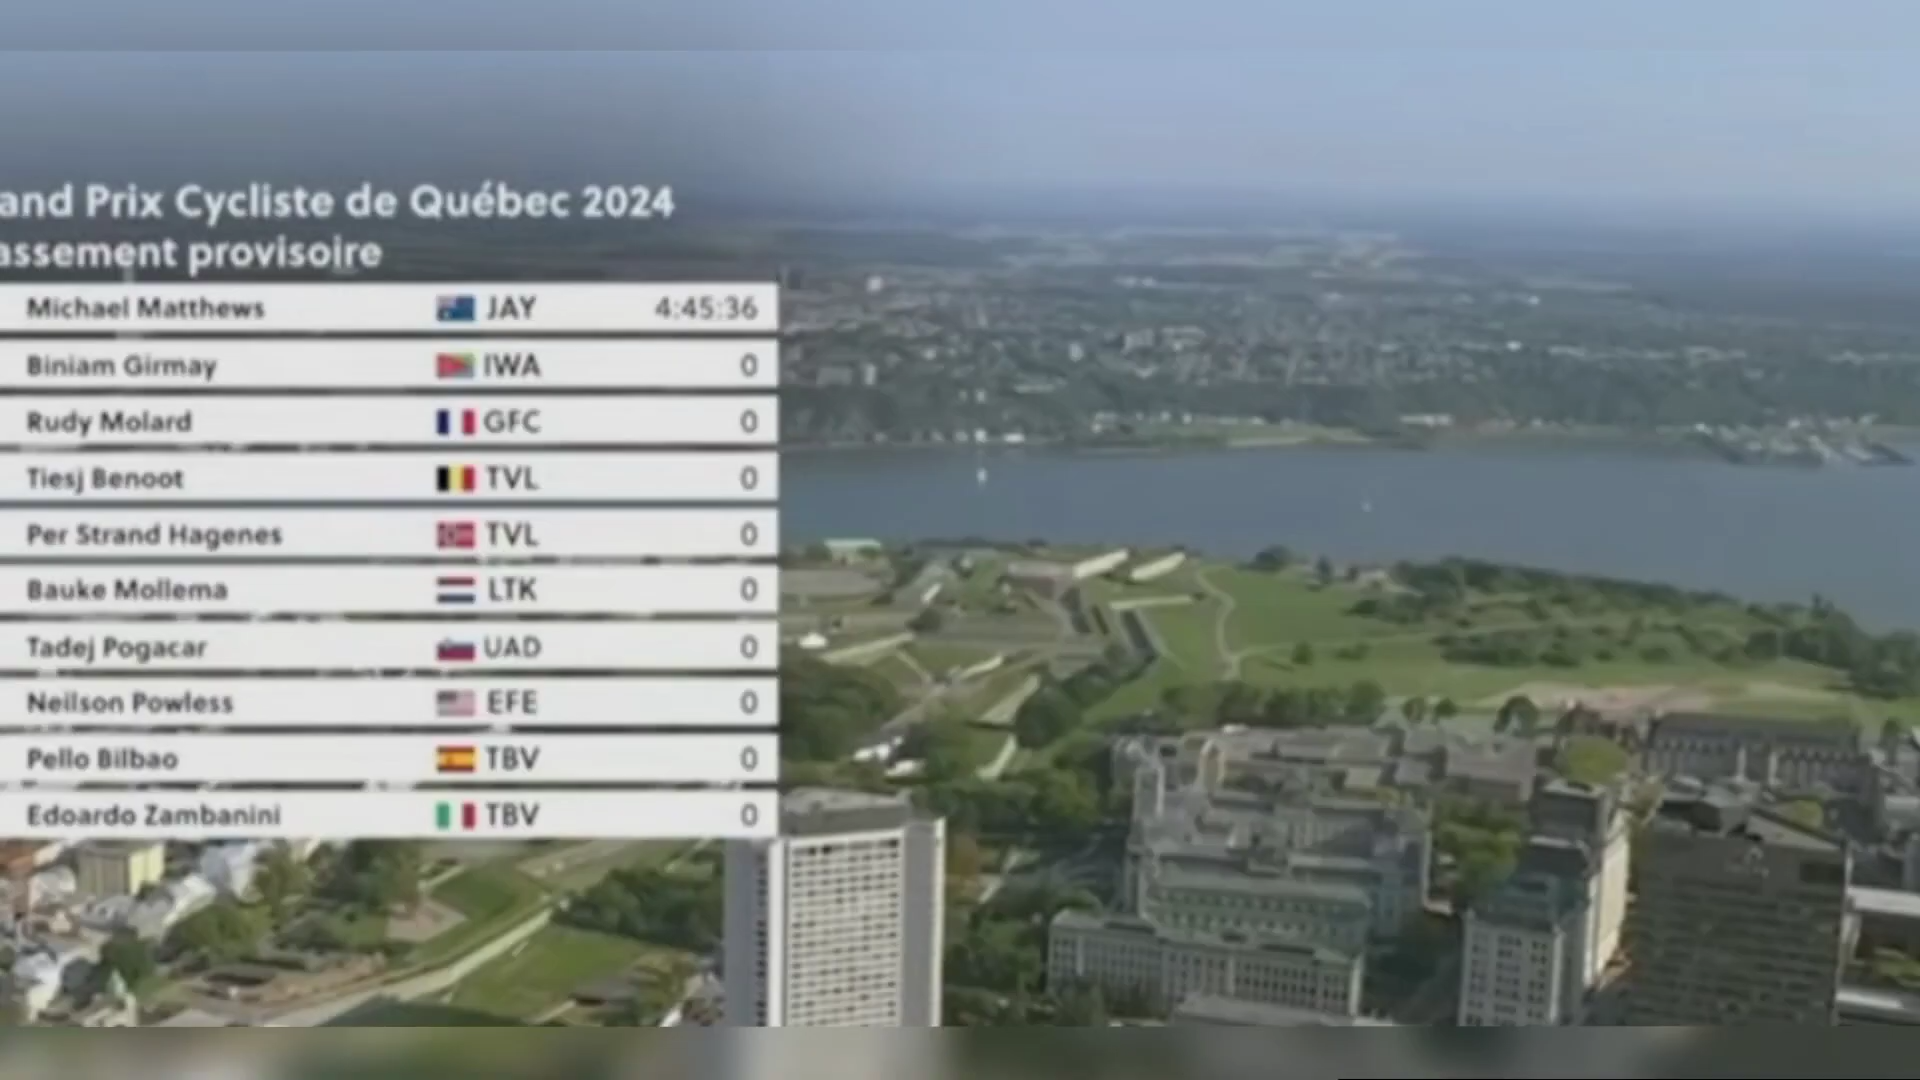 and Prix Cycliste de Québec 2024
assement provisoire
Michael Matthews JAY 4:45:36
Biniam Girmay IWA 0
Rudy Molard GFC 0
Tiesj Benoot TVL 0
Per Strand Hagenes TVL 0
Bauke Mollema LTK 0
Tadej Pogacar UAD 0
Neilson Powless EFE 0
Pello Bilbao TBV 0
Edoardo Zambanini TBV 0